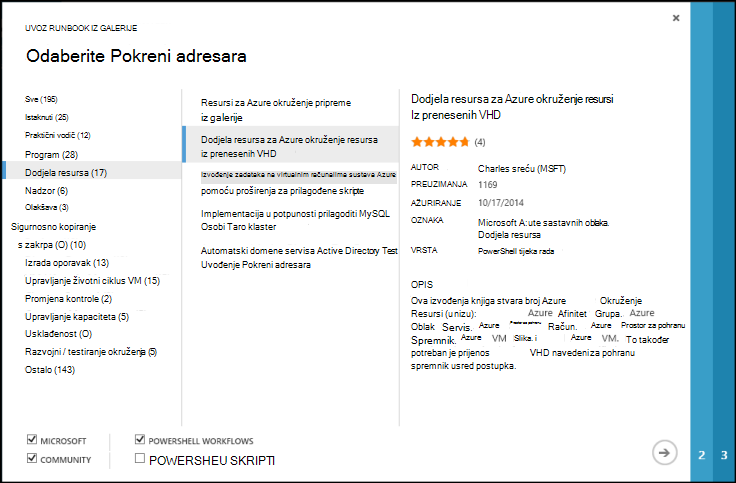 UVOZ RUNBOOK IZ GALERIJE
Odaberite Pokreni adresara
Sve (195)
Istaknuti (25)
Praktični vodič (12)
Program (28)
Dodjela resursa (17)
Nadzor (6)
Olakšava (3)
Sigurnosno kopiranje
s zakrpa (O) (10)
Izrada oporavak (13)
Upravljanje životni ciklus VM (15)
Promjena kontrole (2)
Upravljanje kapaciteta (5)
Usklađenost (O)
Razvojni / testiranje okruženja (5)
Ostalo (143)
Resursi za Azure okruženje pripreme
iz galerije
Dodjela resursa za Azure okruženje resursa
iz prenesenih VHD
Izvođenje zadataka na virtualnim računalima sustava Azure
pomoću proširenja za prilagođene skripte
Implementacija u potpunosti prilagoditi MySQL
Osobi Taro klaster
Automatski domene servisa Active Directory Test
Uvođenje Pokreni adresara
Dodjela resursa za Azure okruženje resursi
Iz prenesenih VHD
(4)
AUTOR Charles sreću (MSFT)
PREUZIMANJA 1169
AŽURIRANJE 10/17/2014
OZNAKA Microsoft A:ute sastavnih oblaka.
Dodjela resursa
VRSTA PowerShell tijeka rada
OPIS
Ova izvođenja knjiga stvara broj Azure Okruženje
Resursi (unizu): Azure Afinitet Grupa. Azure
Oblak Servis. Azure Prostor za pohranu Račun. Azure Prostor za pohranu
Spremnik. Azure VM Slika. i Azure VM. To također
potreban je prijenos VHD navedeni za pohranu
spremnik usred postupka.
MICROSOFT
POWERSHELL WORKFLOWS
COMMUNITY
POWERSHEU SKRIPTI
2 3